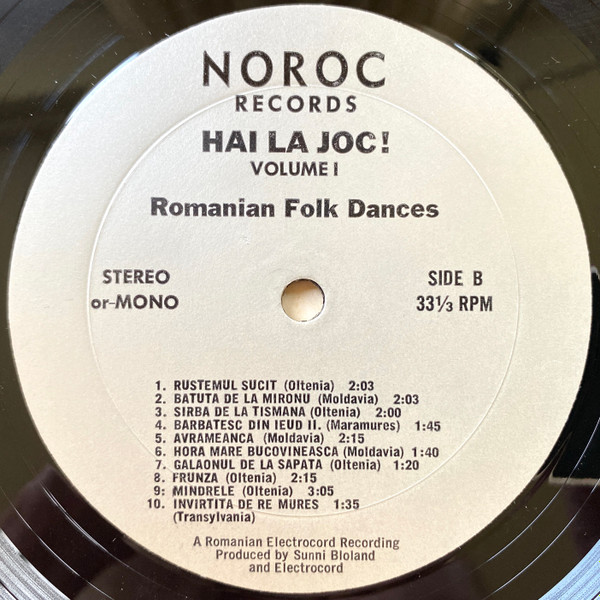 NOROC
RECORDS
HAI LA JOC!
VOLUME I
Romanian Folk Dances
STEREO
or-MONO
SIDE B
33⅓ RPM
1. RUSTEMUL SUCIT (Oltenia) 2:03
2. BATUTA DE LA MIRONU (Moldavia) 2:03
3. SIRBA DE LA TISMANA (Oltenia) 2:00
4. BARBATESC DIN IEUD II. (Maramures) 1:45
5. AVRAMEANCA (Moldavia) 2:15
6. HORA MARE BUCOVINEASCA (Moldavia) 1:40
7. GALAONUL DE LA SAPATA (Oltenia) 1:20
8. FRUNZA (Oltenia) 2:15
9: MINDRELE (Oltenia) 3:05
10. INVIRTITA DE RE MURES 1:35
(Transylvania)
A Romanian Electrocord Recording
Produced by Sunni Bloland
and Electrocord